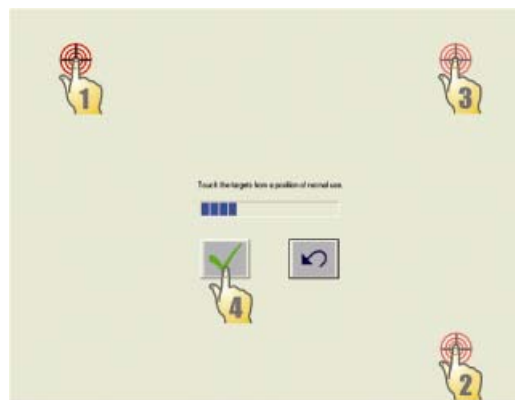 1
3
Touch the targets from a position of normal use.
4
2